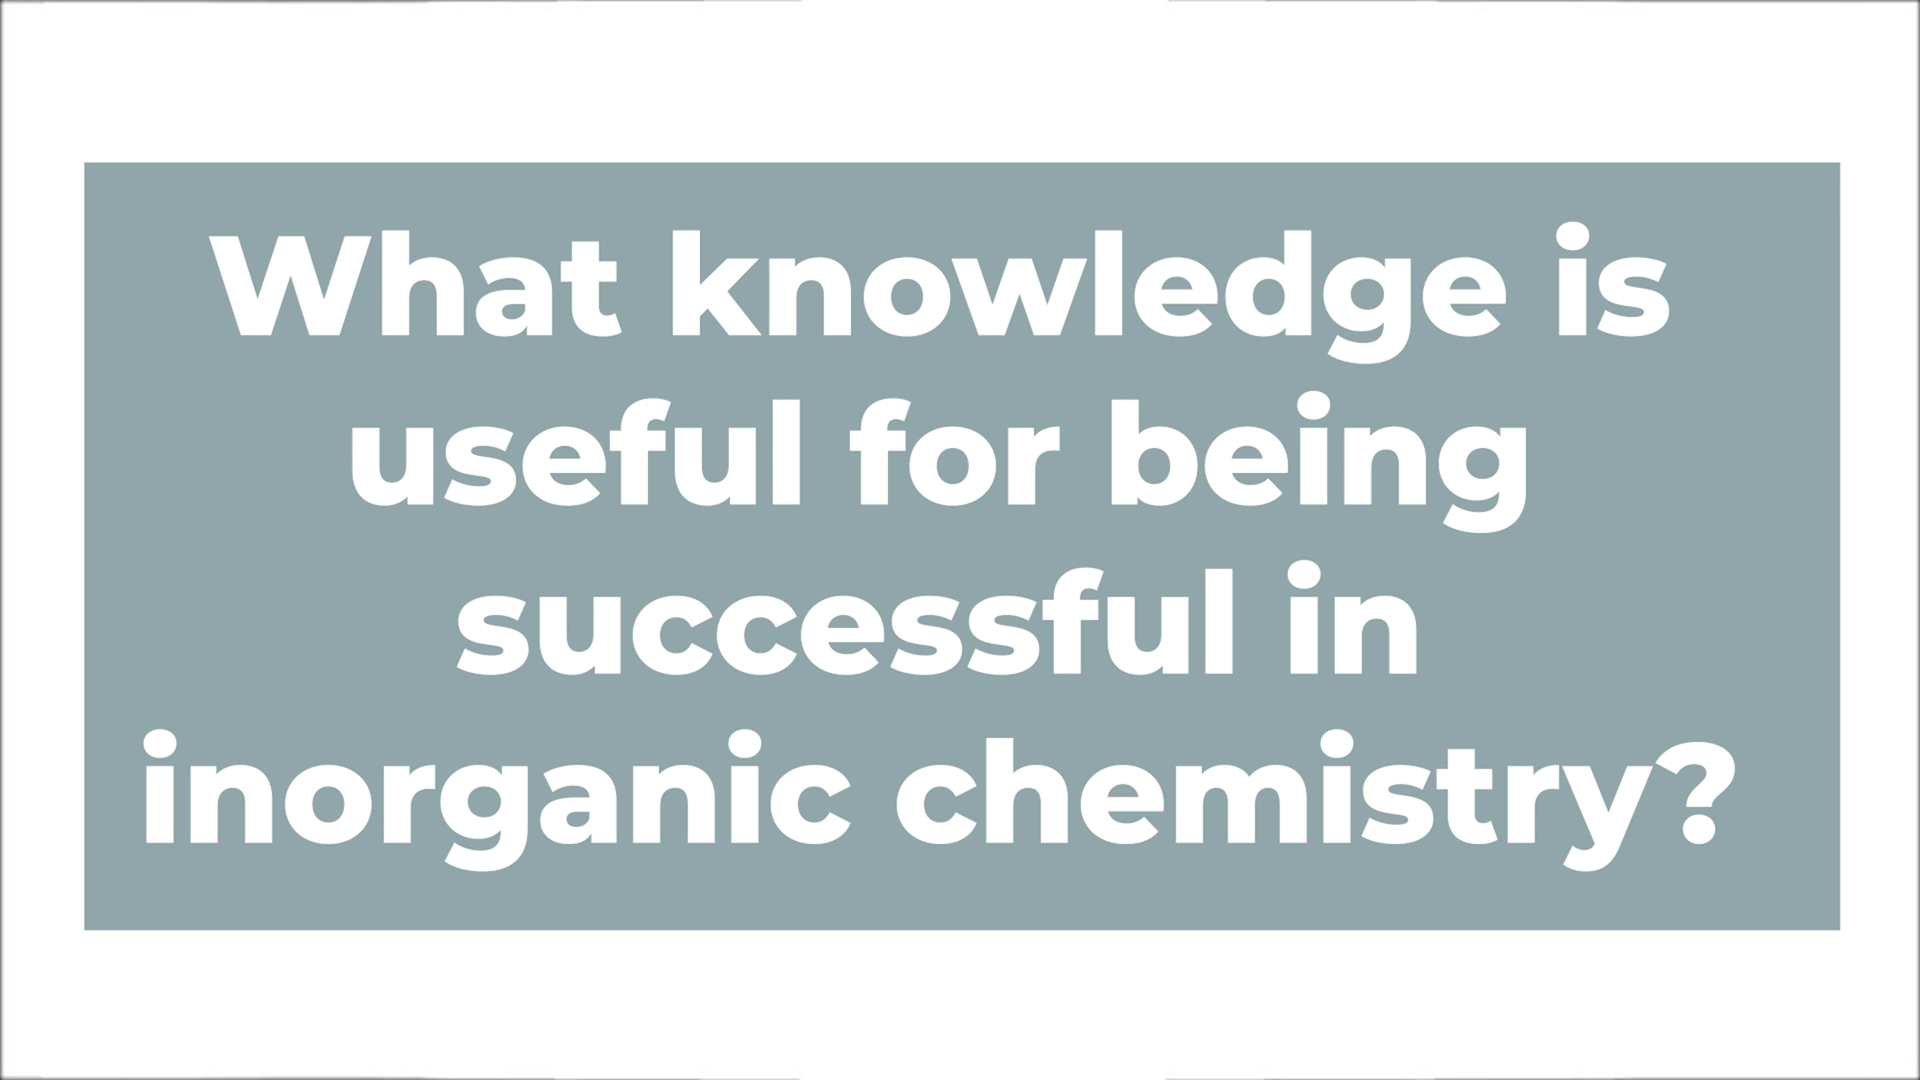 What knowledge is
useful for being
successful in
inorganic chemistry?